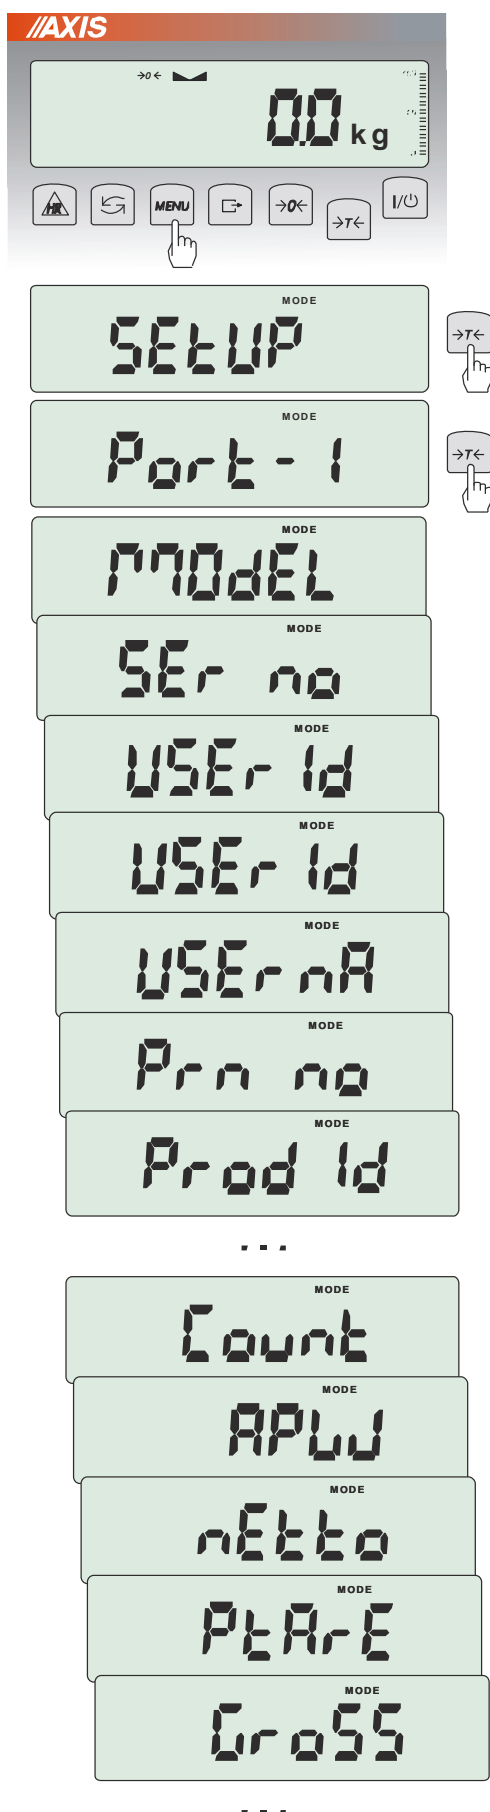 AXIS
→0←
0.0 kg
HR MENU →0← →T← I/⏻
MODE
SEtUP
→T←
MODE
Port-1
→T←
MODE
MOdEL
MODE
SEr no
MODE
USEr Id
MODE
USEr Id
MODE
USEr nA
MODE
Prn no
MODE
Prod Id
...
MODE
Count
MODE
APW
MODE
nEtto
MODE
PtArE
MODE
GroSS
...